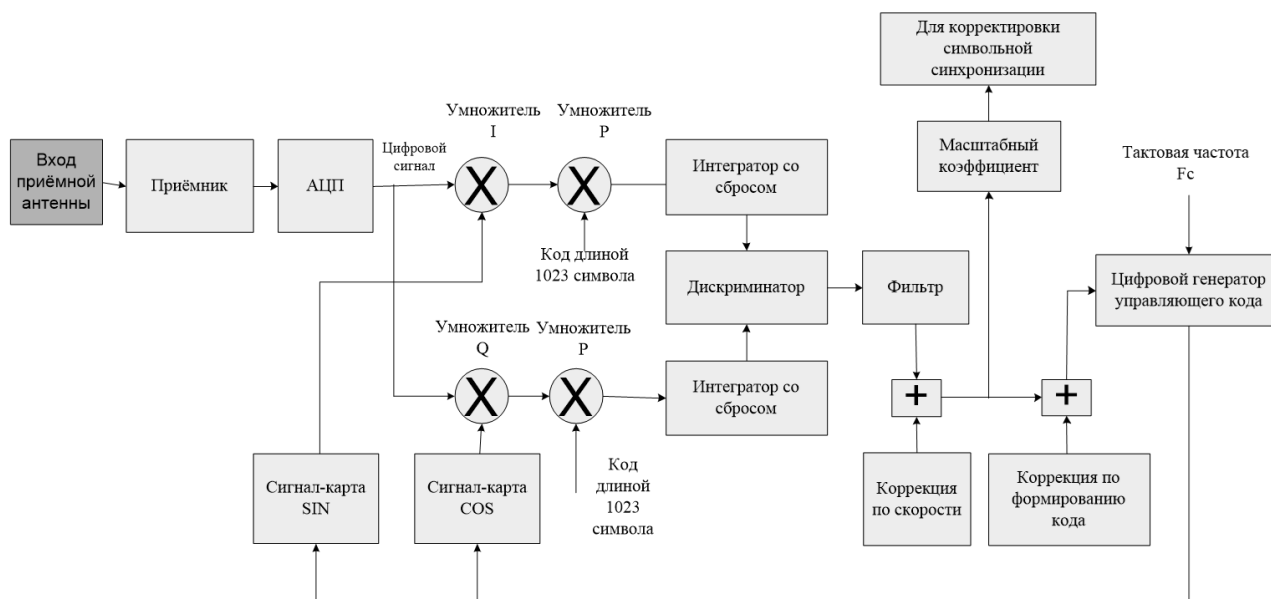 Для корректировки
символьной
синхронизации
Умножитель
I
Умножитель
P
Масштабный
коэффициент
Тактовая частота
Fc
Вход
приёмной
антенны
Приёмник
АЦП
Цифровой
сигнал
X
X
Интегратор со
сбросом
Код длиной
1023 символа
Дискриминатор
Фильтр
Цифровой генератор
управляющего кода
Умножитель
Q
Умножитель
P
X
X
Интегратор со
сбросом
+
+
Сигнал-карта
SIN
Сигнал-карта
COS
Код
длиной
1023
символа
Коррекция
по скорости
Коррекция по
формированию
кода